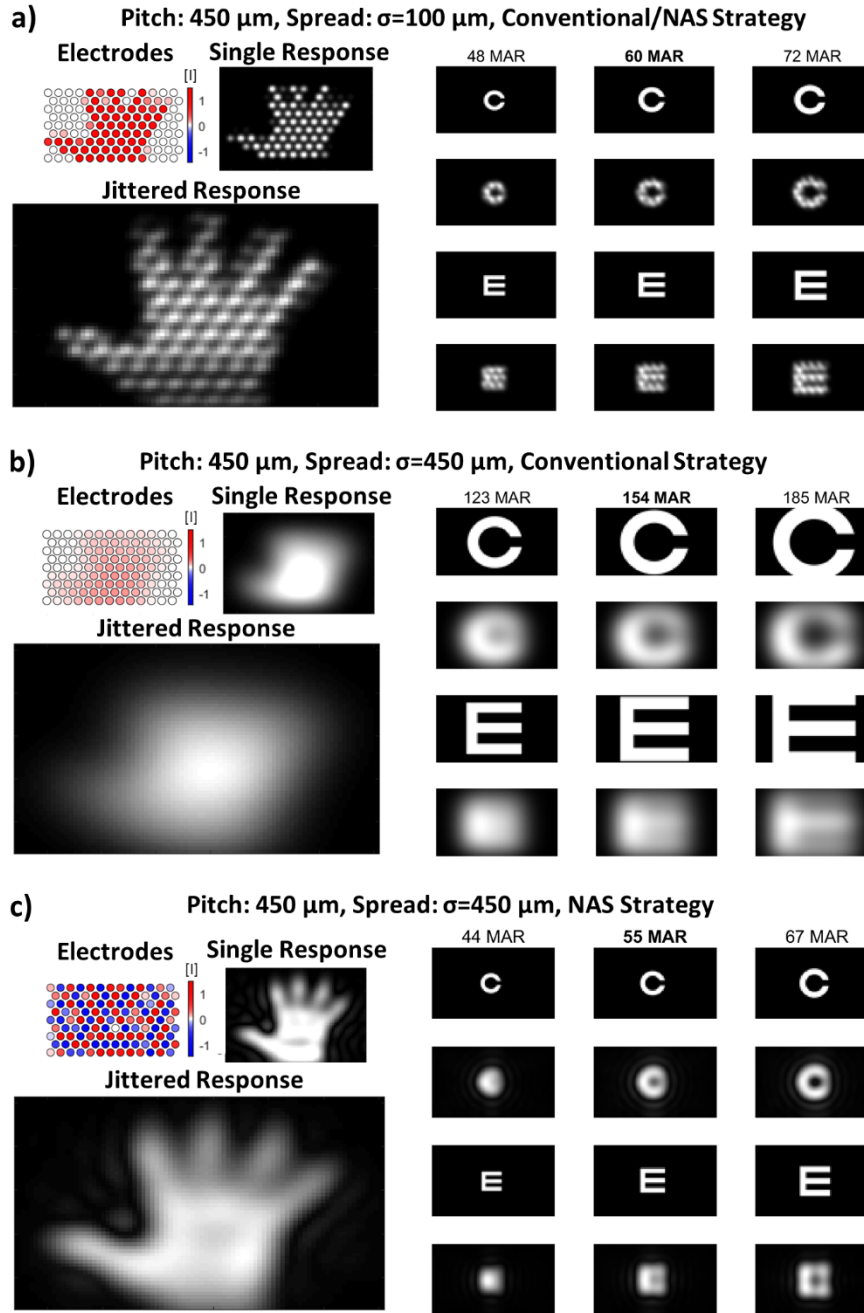 a) Pitch: 450 µm, Spread: σ=100 µm, Conventional/NAS Strategy
Electrodes Single Response
[I]
1
0
-1
Jittered Response
48 MAR 60 MAR 72 MAR
C C C
E E E
b) Pitch: 450 µm, Spread: σ=450 µm, Conventional Strategy
Electrodes Single Response
[I]
1
0
-1
Jittered Response
123 MAR 154 MAR 185 MAR
C C C
E E E
c) Pitch: 450 µm, Spread: σ=450 µm, NAS Strategy
Electrodes Single Response
[I]
1
0
-1
Jittered Response
44 MAR 55 MAR 67 MAR
C C C
E E E